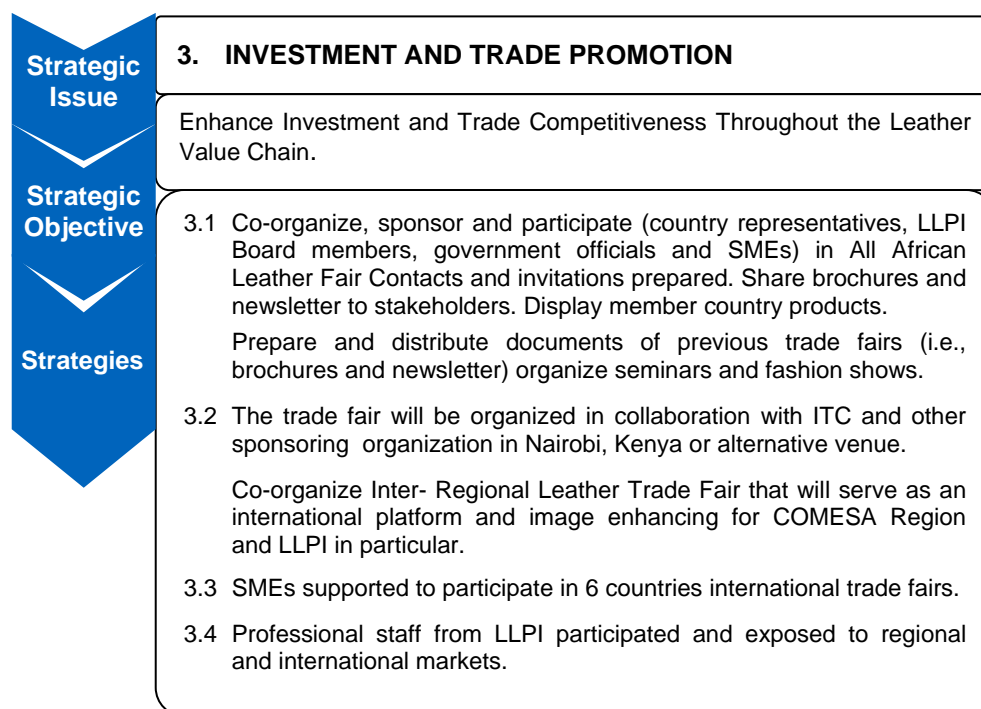 Strategic
Issue
3. INVESTMENT AND TRADE PROMOTION
Strategic
Objective
Enhance Investment and Trade Competitiveness Throughout the Leather
Value Chain.
Strategies
3.1 Co-organize, sponsor and participate (country representatives, LLPI
Board members, government officials and SMEs) in All African
Leather Fair Contacts and invitations prepared. Share brochures and
newsletter to stakeholders. Display member country products.
Prepare and distribute documents of previous trade fairs (i.e.,
brochures and newsletter) organize seminars and fashion shows.
3.2 The trade fair will be organized in collaboration with ITC and other
sponsoring organization in Nairobi, Kenya or alternative venue.
Co-organize Inter- Regional Leather Trade Fair that will serve as an
international platform and image enhancing for COMESA Region
and LLPI in particular.
3.3 SMEs supported to participate in 6 countries international trade fairs.
3.4 Professional staff from LLPI participated and exposed to regional
and international markets.